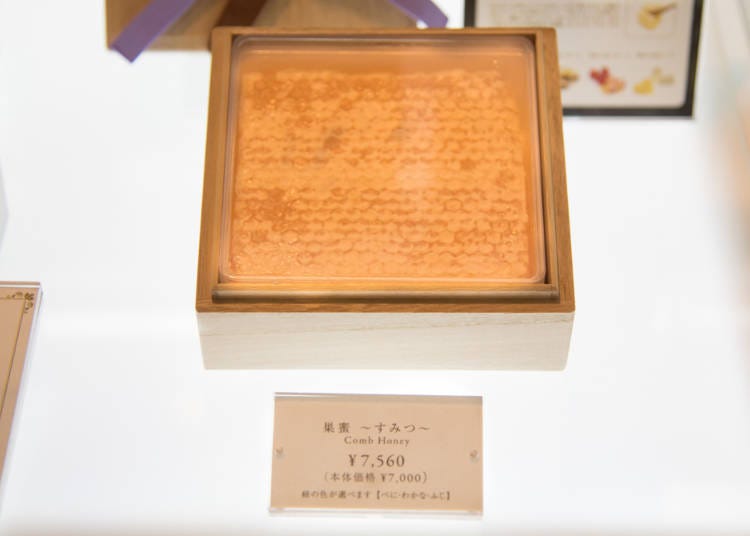 巣蜜 ～すみつ～
Comb Honey
¥7,560
（本体価格 ¥7,000）
紐の色が選べます【べに・わかな・ふじ】